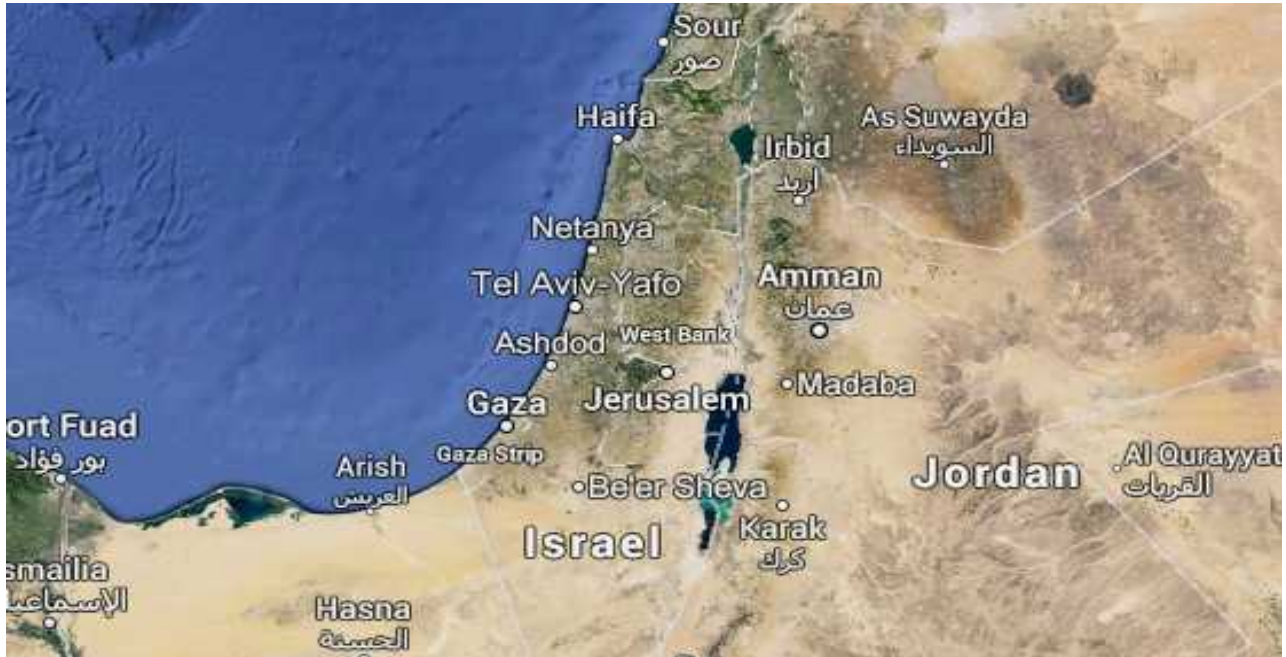 Sour
صور
Haifa
As Suwayda
السويداء
Irbid
اربد
Netanya
Amman
عمان
Tel Aviv-Yafo
West Bank
Ashdod
Madaba
Jerusalem
Gaza
ort Fuad
بور فؤاد
Gaza Strip
Arish
العريش
Al Qurayyat
القريات
Jordan
Be'er Sheva
Karak
كرك
Israel
smailia
الإسماعيل
Hasna
الحسنة